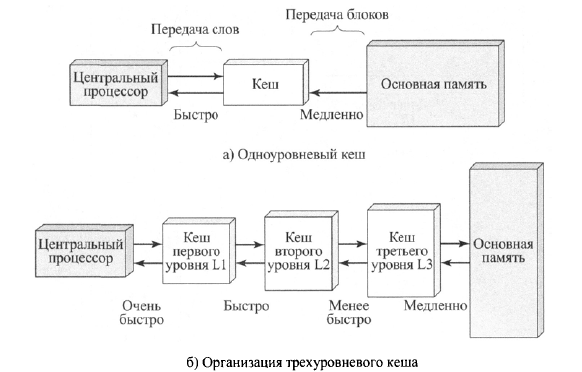 Передача слов
Передача блоков
Центральный
процессор
Кеш
Основная память
Быстро
Медленно
а) Одноуровневый кеш
Центральный
процессор
Кеш
первого
уровня L1
Кеш
второго
уровня L2
Кеш
третьего
уровня L3
Основная
память
Очень
быстро
Быстро
Менее
быстро
Медленно
б) Организация трехуровневого кеша